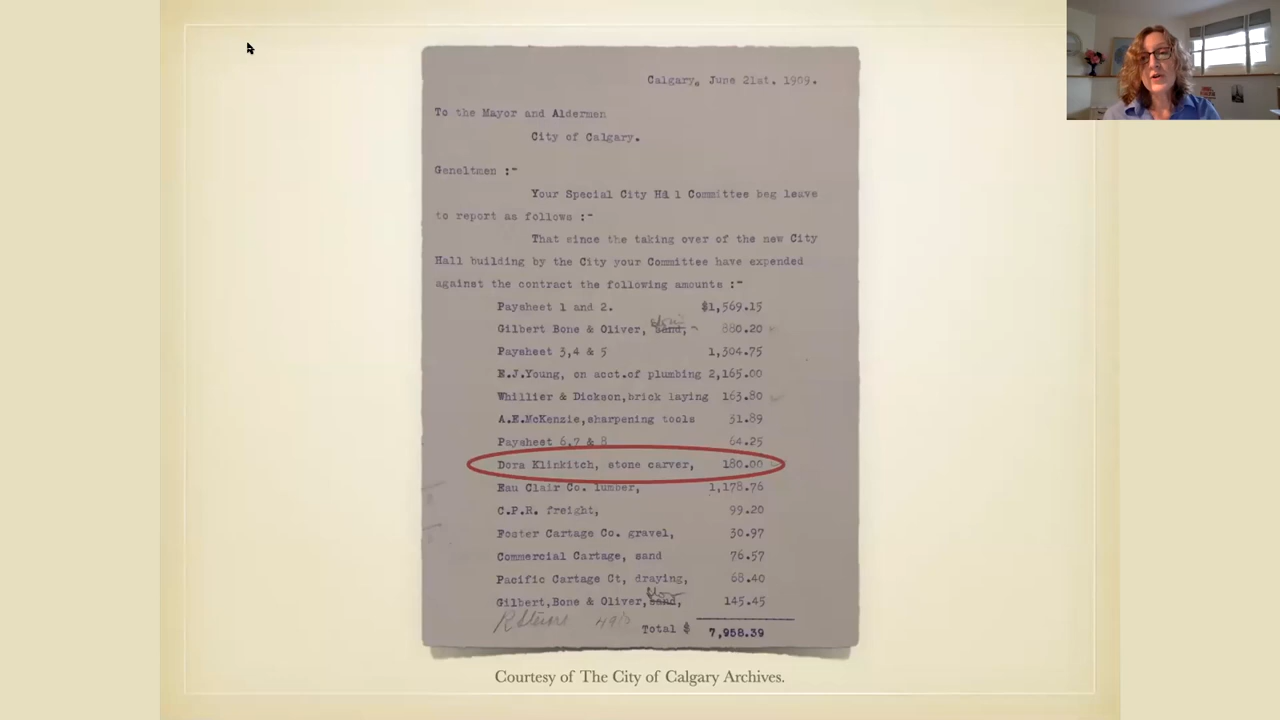 Calgary, June 21st. 1909.
To the Mayor and Aldermen
City of Calgary.
Geneltmen :-
Your Special City Hall Committee beg leave
to report as follows :-
That since the taking over of the new City
Hall building by the City your Committee have expended
against the contract the following amounts :-
Paysheet 1 and 2. $1,569.15
Gilbert Bone & Oliver, sand, 880.20
Paysheet 3,4 & 5 1,304.75
E.J.Young, on acct.of plumbing 2,165.00
Whillier & Dickson,brick laying 163.80
A.E.McKenzie,sharpening tools 31.89
Paysheet 6,7 & 8 64.25
Dora Klinkitch, stone carver, 180.00
Eau Clair Co. lumber, 1,178.76
C.P.R. freight, 99.20
Foster Cartage Co. gravel, 30.97
Commercial Cartage, sand 76.57
Pacific Cartage Ct, draying, 68.40
Gilbert,Bone & Oliver,sand, 145.45
Total $ 7,958.39
Courtesy of The City of Calgary Archives.